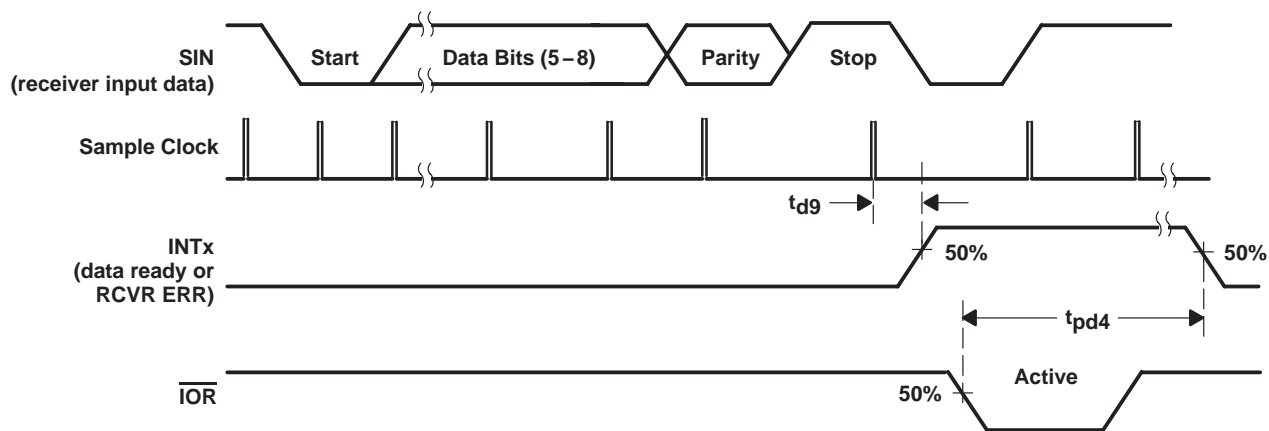 SIN
(receiver input data)
Start
Data Bits (5–8)
Parity
Stop
Sample Clock
td9
INTx
(data ready or
RCVR ERR)
50%
50%
tpd4
IOR
50%
Active